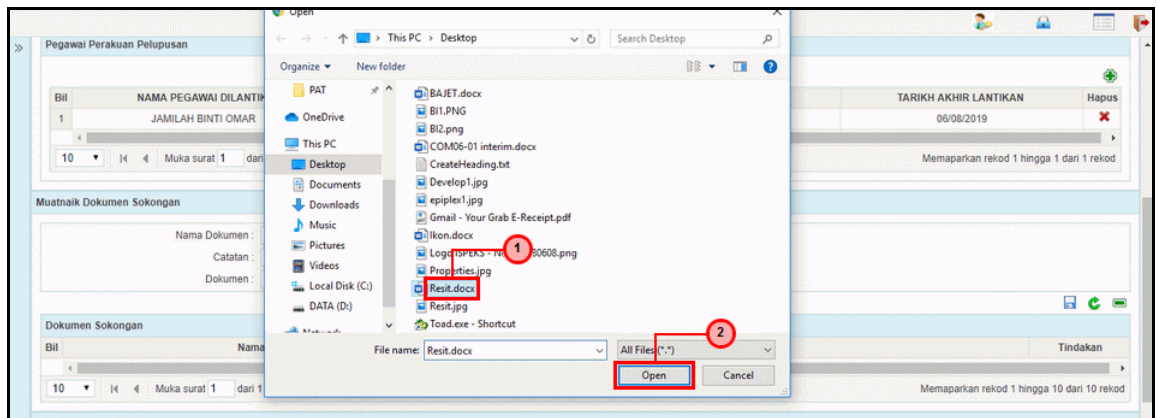 Open
Pegawai Perakuan Pelupusan
This PC > Desktop
Search Desktop
Organize
New folder
PAT
OneDrive
This PC
Desktop
Documents
Downloads
Music
Pictures
Videos
Local Disk (C:)
DATA (D:)
BAJET.docx
BI1.PNG
BI2.png
COM06-01 interim.docx
CreateHeading.txt
Develop1.jpg
epiplex1.jpg
Gmail - Your Grab E-Receipt.pdf
Ikon.docx
Logo ISPEKS - 80608.png
Properties.jpg
Resit.docx
Resit.jpg
Toad.exe - Shortcut
1
2
File name: Resit.docx
All Files (*.*)
Open
Cancel
Bil
NAMA PEGAWAI DILANTIK
TARIKH AKHIR LANTIKAN
Hapus
1
JAMILAH BINTI OMAR
06/08/2019
10
Muka surat 1 dari
Memaparkan rekod 1 hingga 1 dari 1 rekod
Muatnaik Dokumen Sokongan
Nama Dokumen :
Catatan :
Dokumen :
Dokumen Sokongan
Bil
Nama
Tindakan
10
Muka surat 1 dari 1
Memaparkan rekod 1 hingga 10 dari 10 rekod